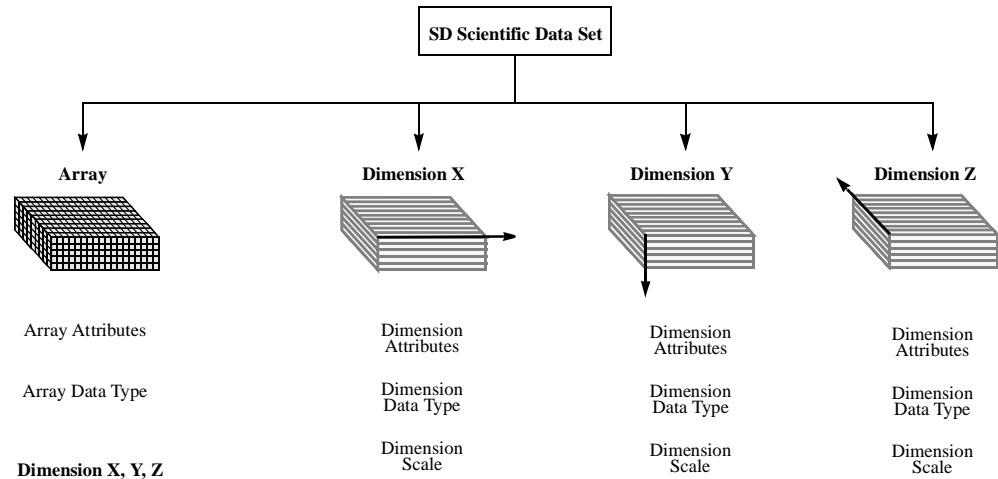 SD Scientific Data Set
Array
Dimension X
Dimension Y
Dimension Z
Array Attributes
Dimension
Attributes
Dimension
Attributes
Dimension
Attributes
Array Data Type
Dimension
Data Type
Dimension
Data Type
Dimension
Data Type
Dimension X, Y, Z
Dimension
Scale
Dimension
Scale
Dimension
Scale